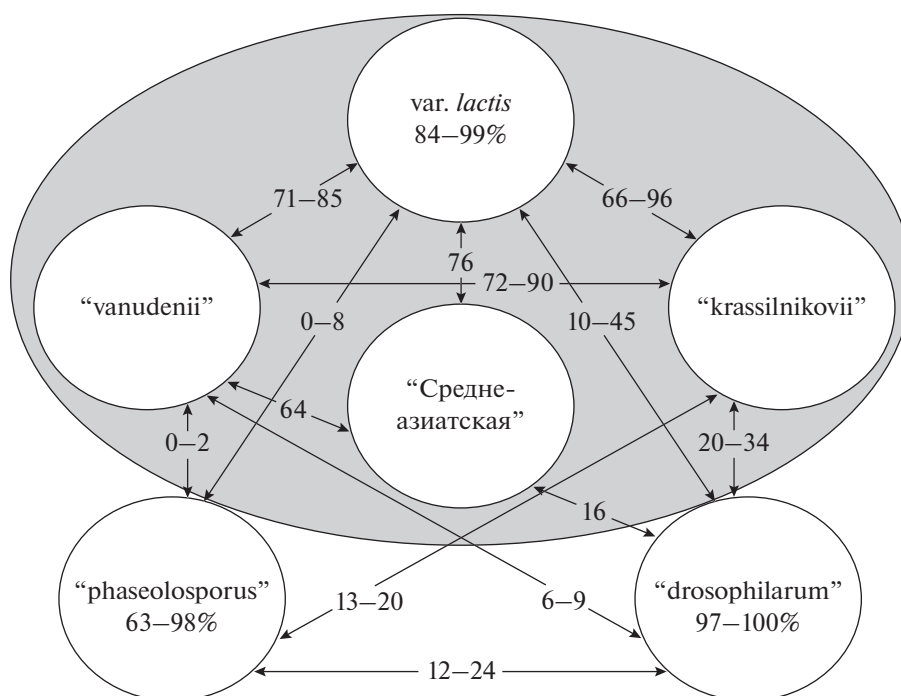 var. lactis
84–99%
71–85
66–96
76
72–90
“vanudenii”
“krassilnikovii”
0–8
10–45
“Средне-
азиатская”
64
0–2
20–34
16
“phaseolosporus”
63–98%
13–20
6–9
“drosophilarum”
97–100%
12–24